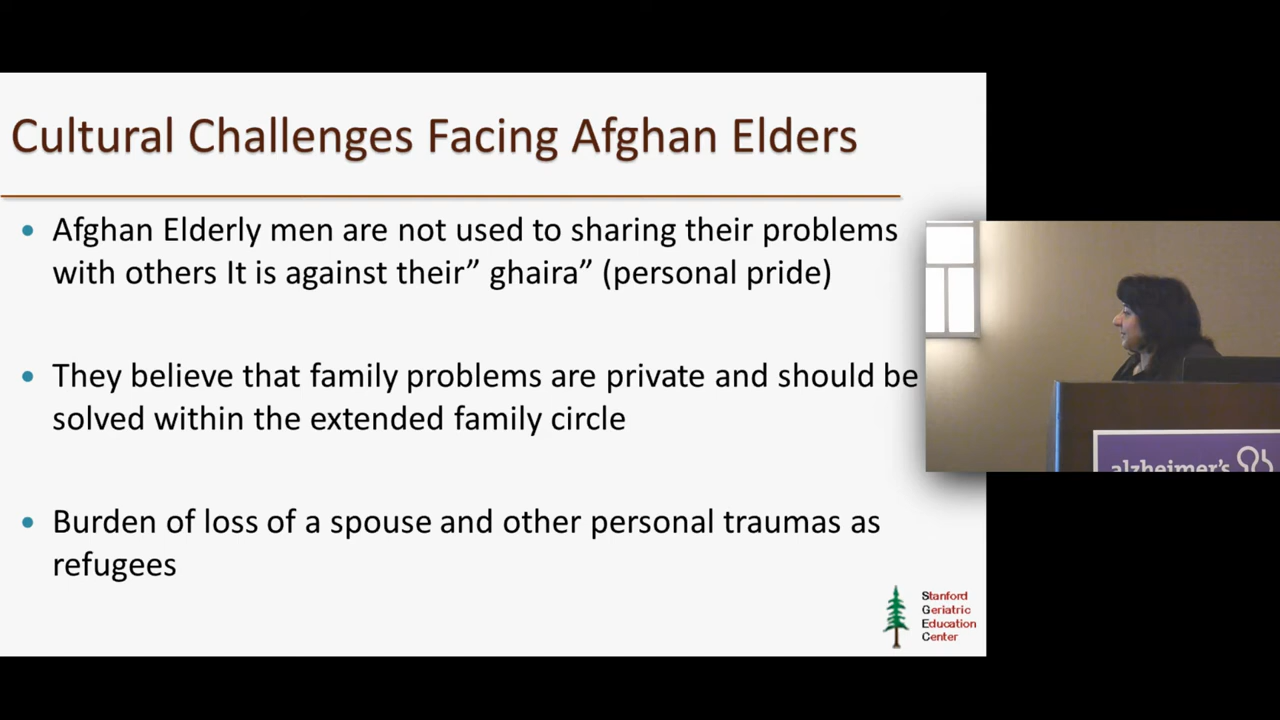 Cultural Challenges Facing Afghan Elders
• Afghan Elderly men are not used to sharing their problems
with others It is against their” ghaira” (personal pride)
• They believe that family problems are private and should be
solved within the extended family circle
• Burden of loss of a spouse and other personal traumas as
refugees
Stanford
Geriatric
Education
Center
alzheimer's